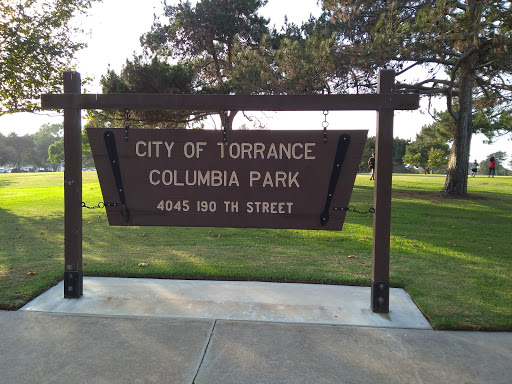 CITY OF TORRANCE
COLUMBIA PARK
4045 190 TH STREET